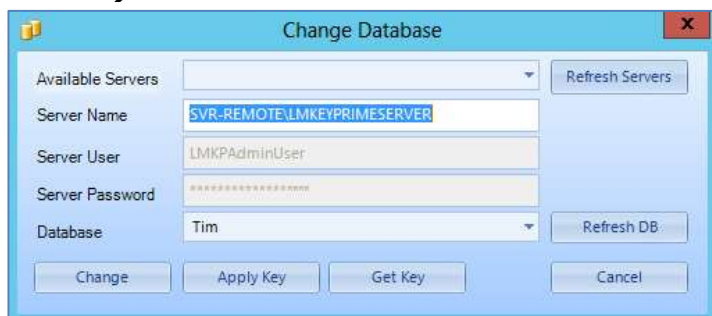 Change Database
x
Available Servers Refresh Servers
Server Name SVR-REMOTE\LMKEYPRIMESERVER
Server User LMKPAdminUser
Server Password ******************
Database Tim Refresh DB
Change Apply Key Get Key Cancel